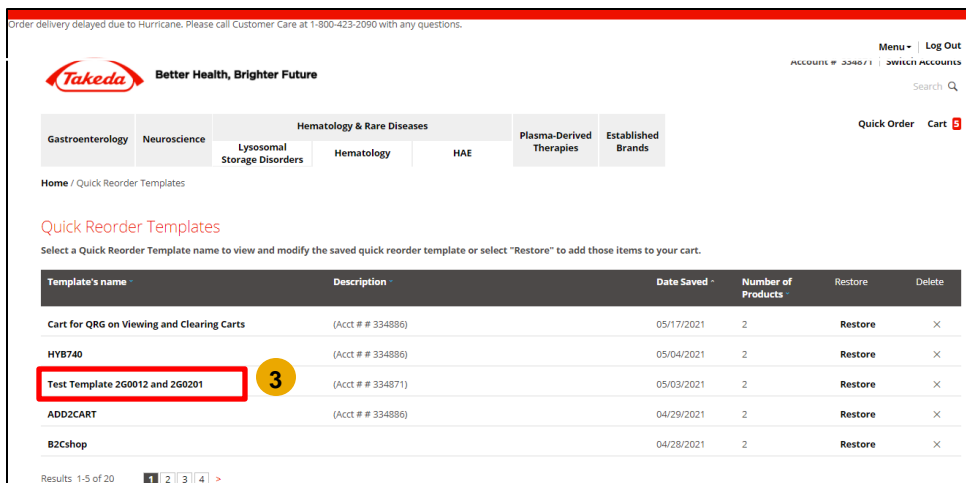 Order delivery delayed due to Hurricane. Please call Customer Care at 1-800-423-2090 with any questions.
Menu Log Out
Takeda Better Health, Brighter Future
Account # 334871 Switch Accounts
Search
Gastroenterology Neuroscience Hematology & Rare Diseases Plasma-Derived Therapies Established Brands Quick Order Cart 5
Lysosomal Storage Disorders Hematology HAE
Home / Quick Reorder Templates
Quick Reorder Templates
Select a Quick Reorder Template name to view and modify the saved quick reorder template or select "Restore" to add those items to your cart.
Template's name Description Date Saved Number of Products Restore Delete
Cart for QRG on Viewing and Clearing Carts (Acct # # 334886) 05/17/2021 2 Restore ×
HYB740 (Acct # # 334886) 05/04/2021 2 Restore ×
Test Template 2G0012 and 2G0201 3 (Acct # # 334871) 05/03/2021 2 Restore ×
ADD2CART (Acct # # 334886) 04/29/2021 2 Restore ×
B2Cshop 04/28/2021 2 Restore ×
Results 1-5 of 20 1 2 3 4 >